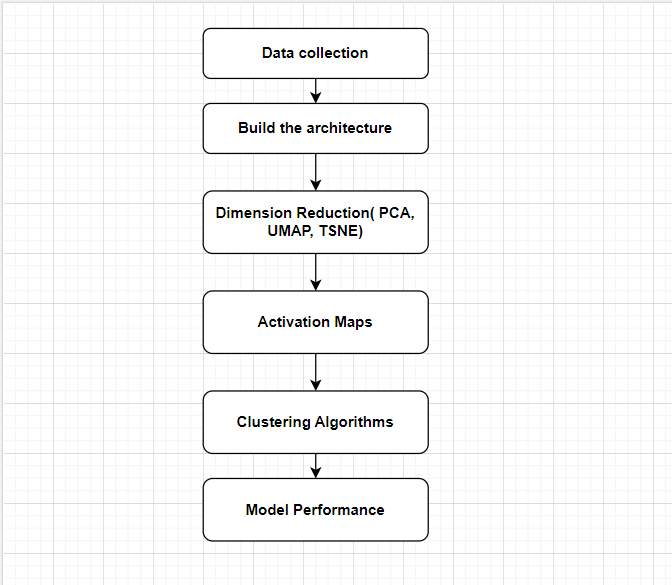 Data collection
Build the architecture
Dimension Reduction( PCA,
UMAP, TSNE)
Activation Maps
Clustering Algorithms
Model Performance